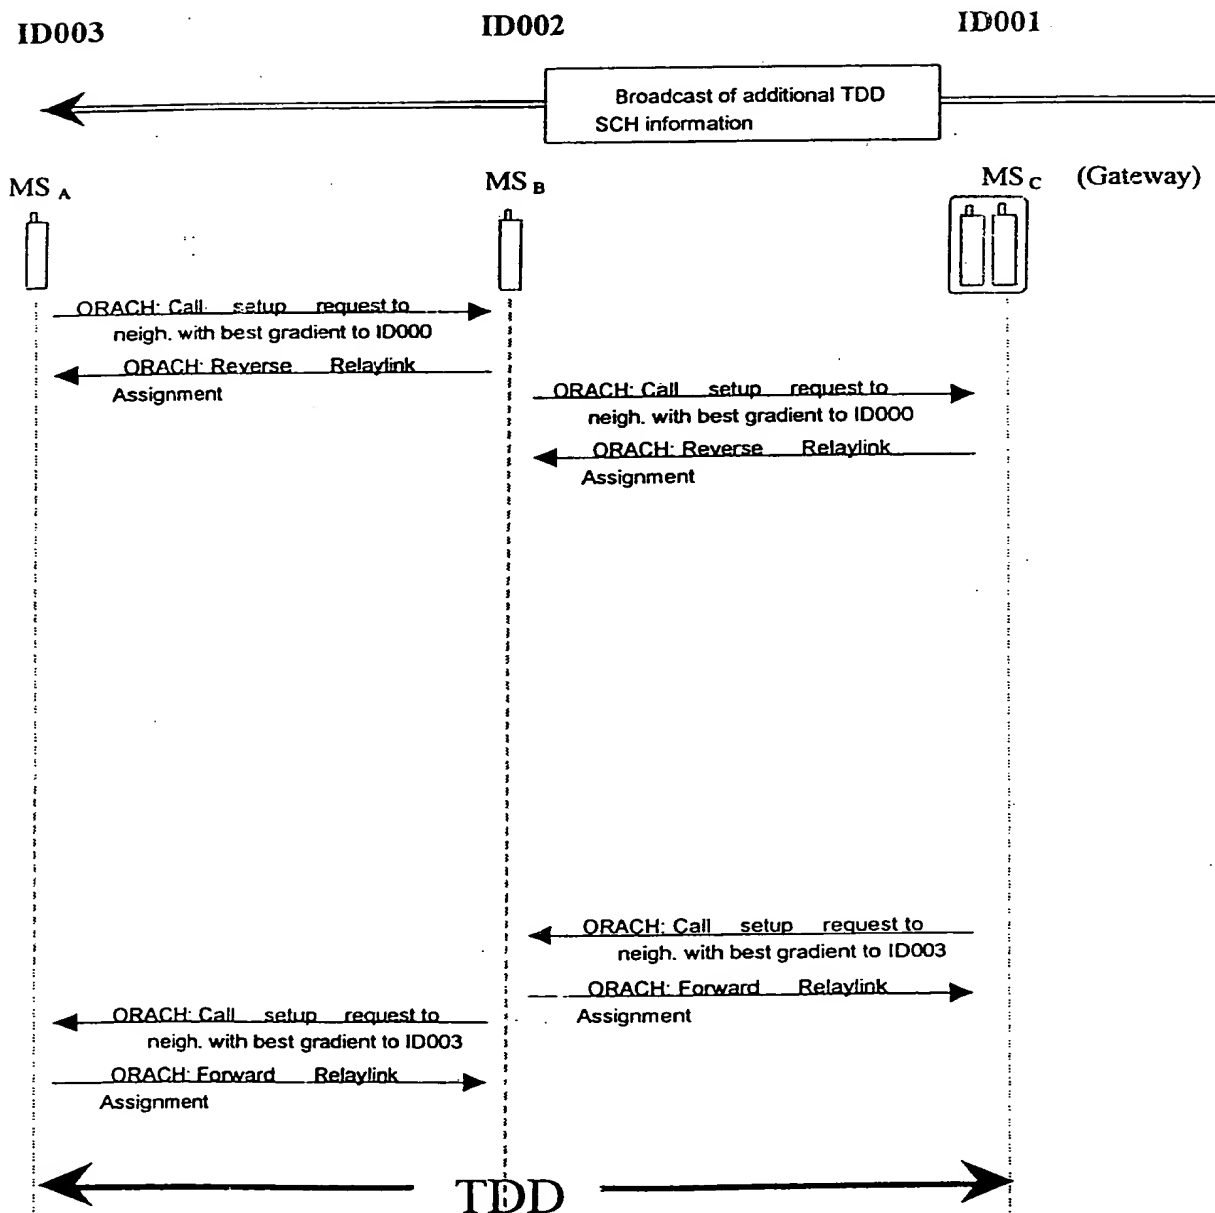 ID003 ID002 ID001
Broadcast of additional TDD
SCH information
MS A MS B MS C (Gateway)
ORACH: Call setup request to
neigh. with best gradient to ID000
ORACH: Reverse Relaylink
Assignment
ORACH: Call setup request to
neigh. with best gradient to ID000
ORACH: Reverse Relaylink
Assignment
ORACH: Call setup request to
neigh. with best gradient to ID003
ORACH: Forward Relaylink
Assignment
ORACH: Call setup request to
neigh. with best gradient to ID003
ORACH: Forward Relaylink
Assignment
TDD